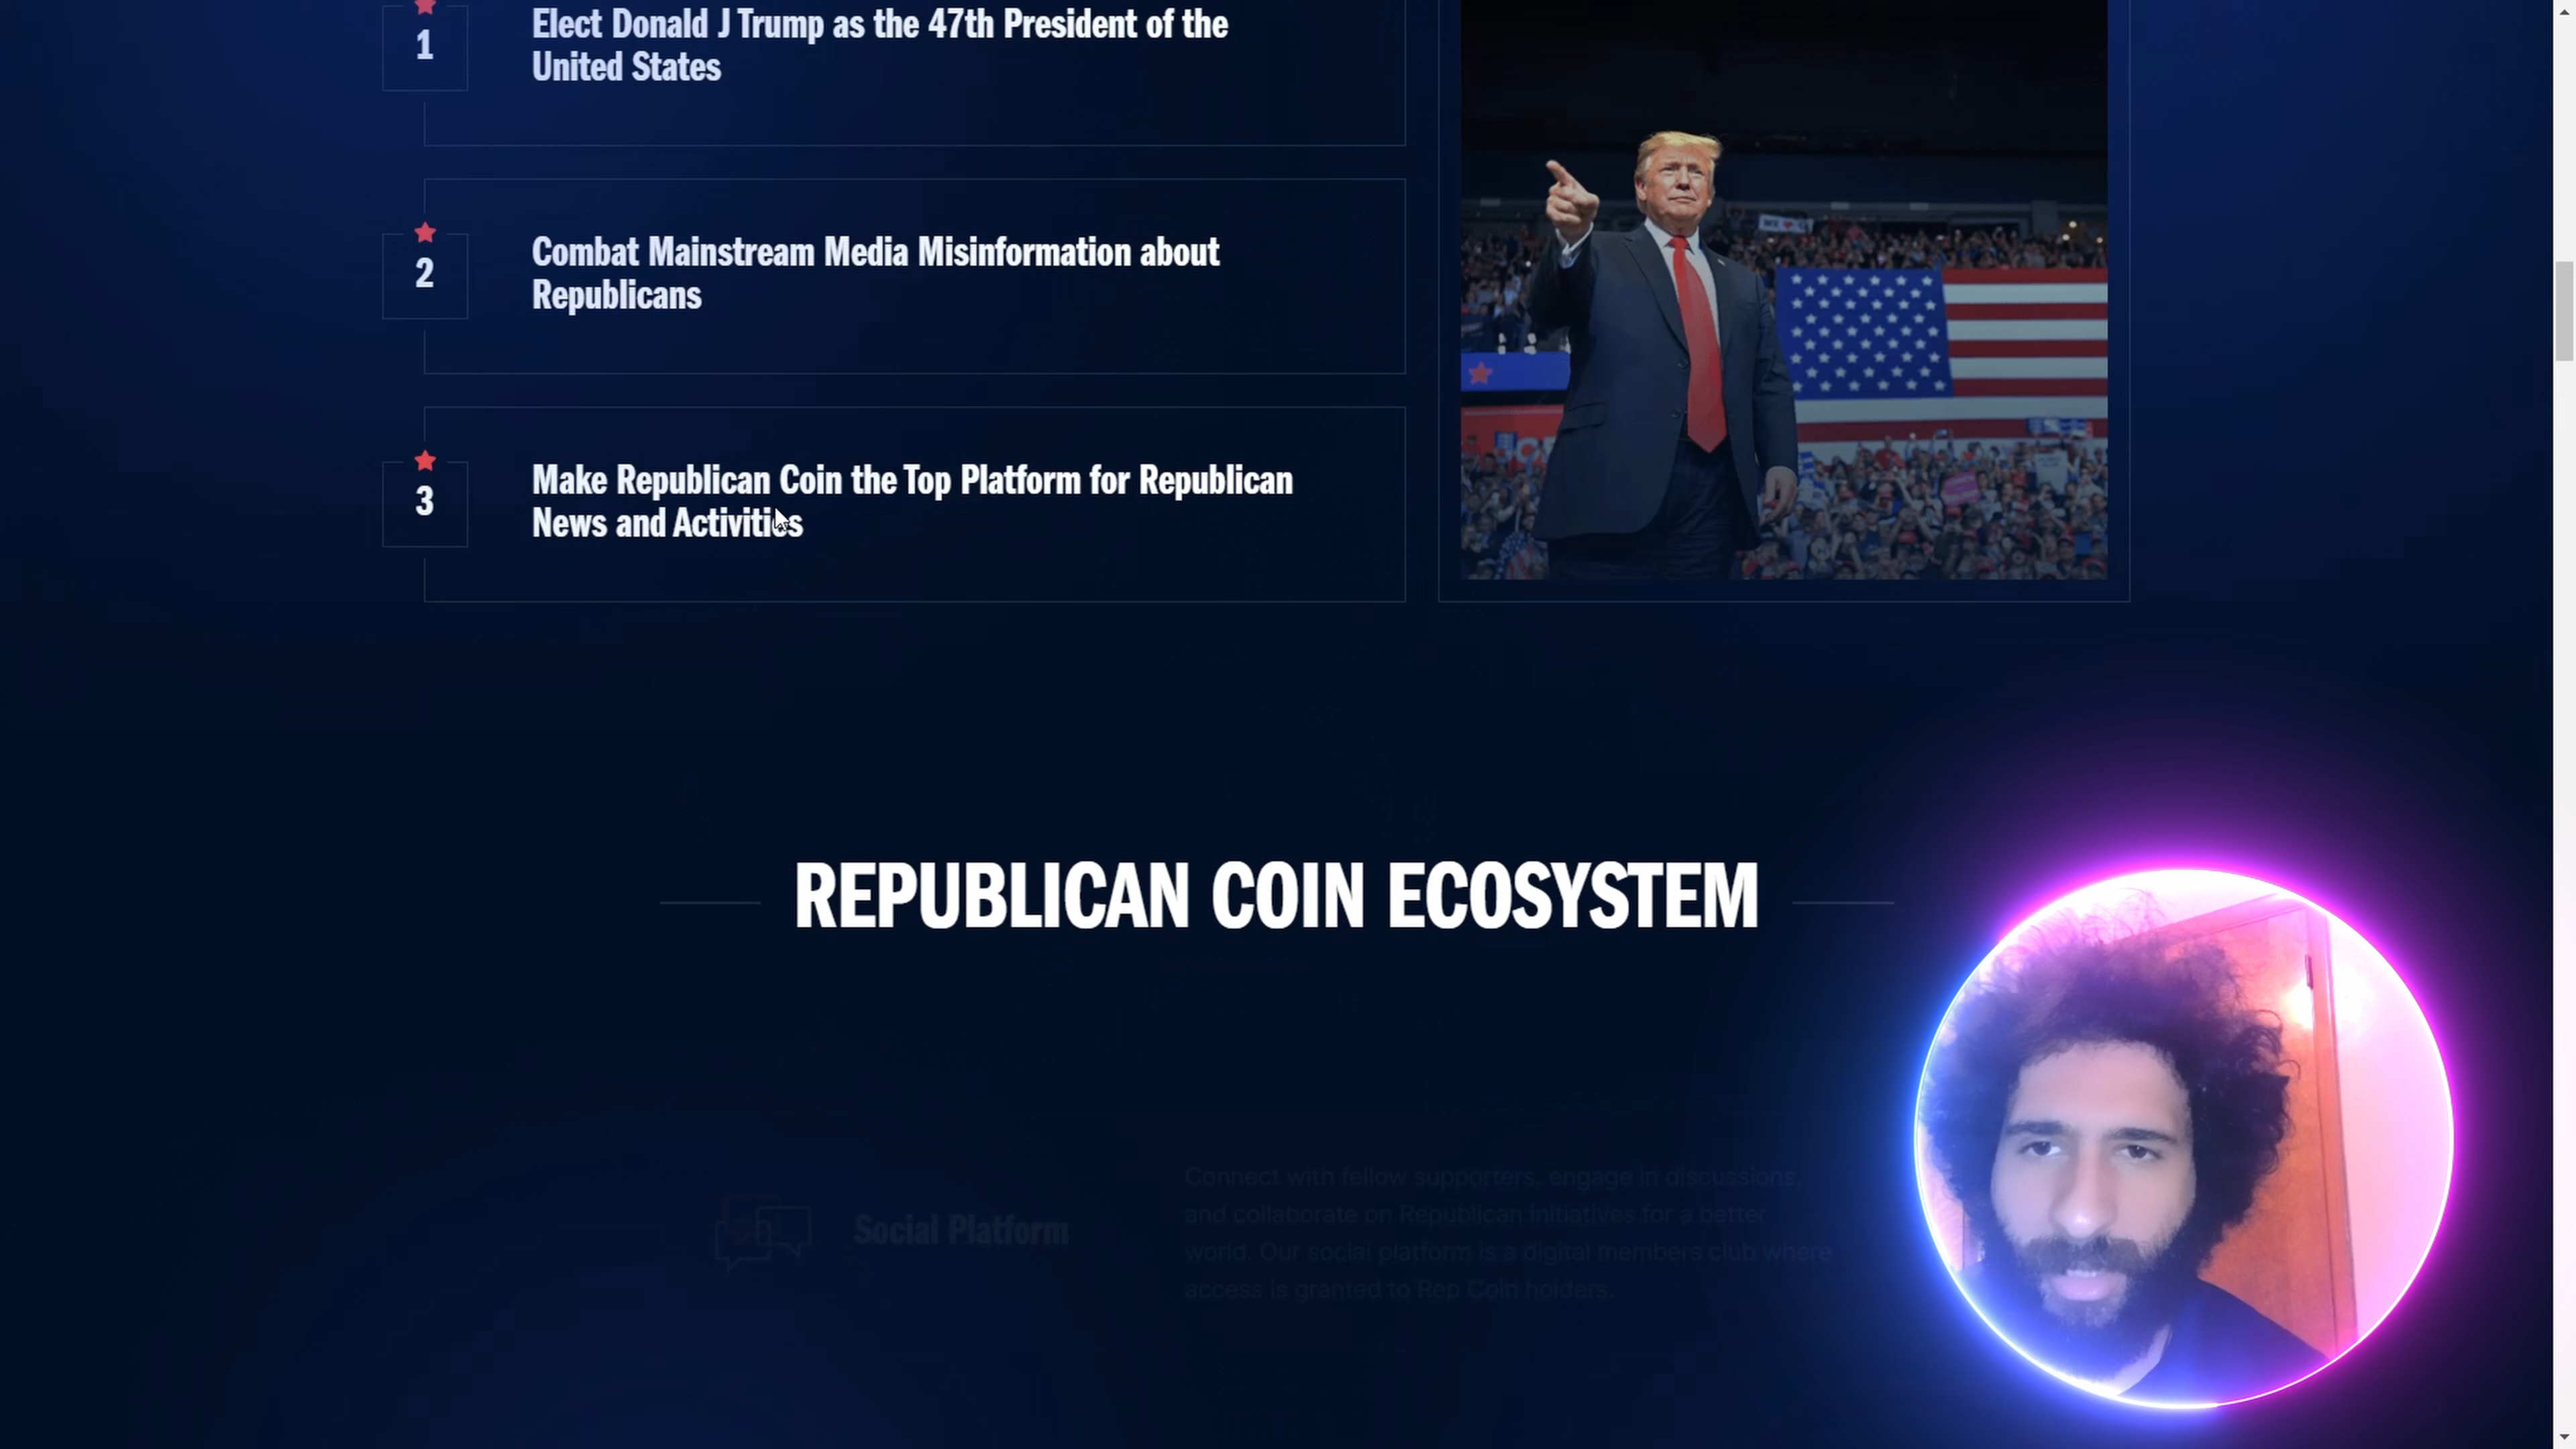 1
Elect Donald J Trump as the 47th President of the
United States
2
Combat Mainstream Media Misinformation about
Republicans
3
Make Republican Coin the Top Platform for Republican
News and Activities
REPUBLICAN COIN ECOSYSTEM
Social Platform
Connect with fellow supporters, engage in discussions,
and collaborate on Republican initiatives for a better
world. Our social platform is a digital members club where
access is granted to Rep Coin holders.